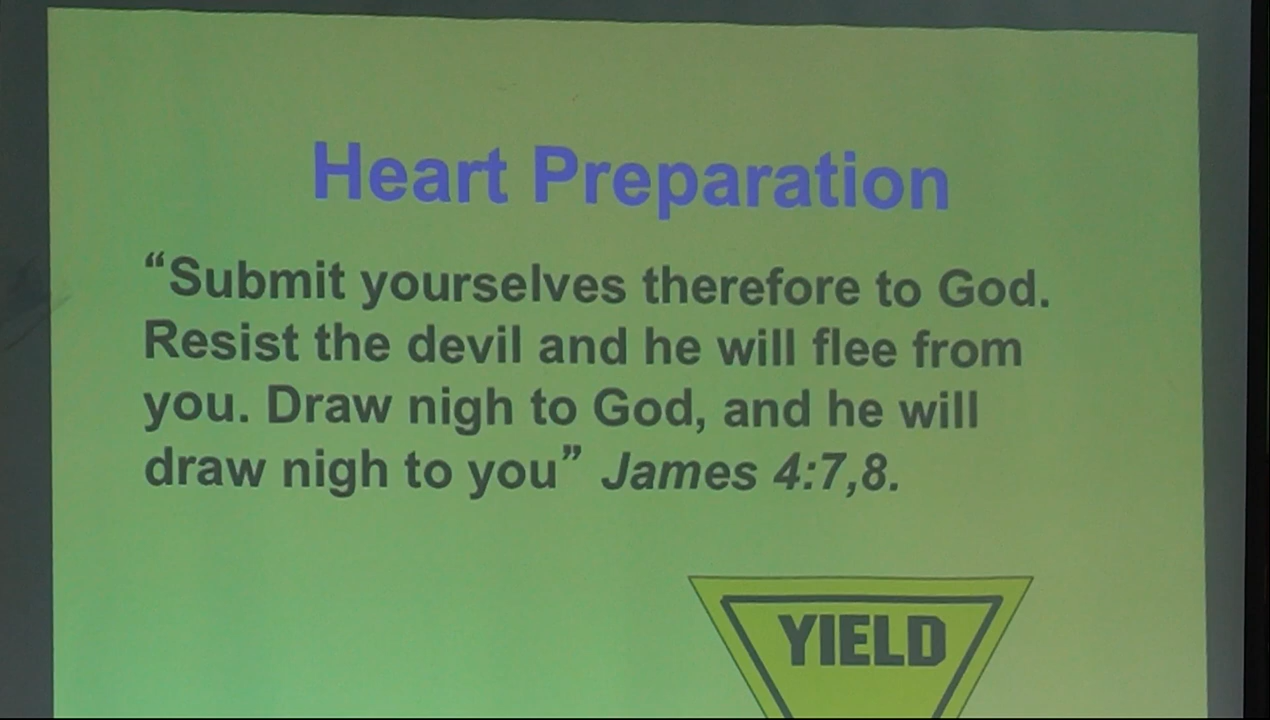 Heart Preparation
“Submit yourselves therefore to God.
Resist the devil and he will flee from
you. Draw nigh to God, and he will
draw nigh to you” James 4:7,8.
YIELD